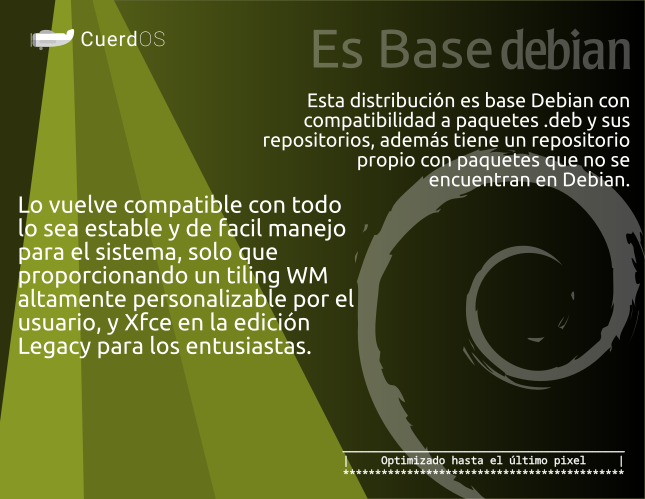 CuerdOS
Es Base debian
Esta distribución es base Debian con
compatibilidad a paquetes .deb y sus
repositorios, además tiene un repositorio
propio con paquetes que no se
encuentran en Debian.
Lo vuelve compatible con todo
lo sea estable y de facil manejo
para el sistema, solo que
proporcionando un tiling WM
altamente personalizable por el
usuario, y Xfce en la edición
Legacy para los entusiastas.
| Optimizado hasta el último pixel |
********************************************